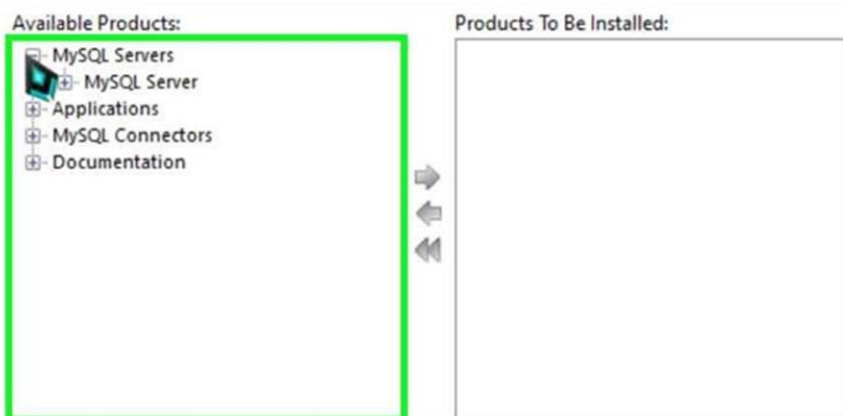 Available Products:
MySQL Servers
MySQL Server
Applications
MySQL Connectors
Documentation
Products To Be Installed: